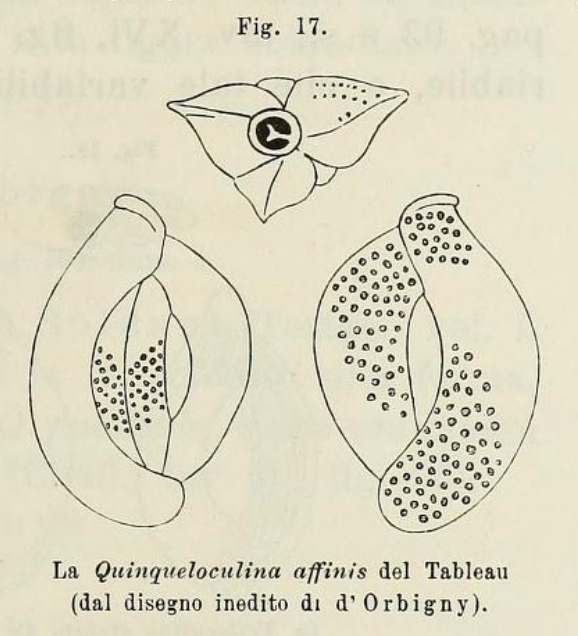 Fig. 17.
La Quinqueloculina affinis del Tableau
(dal disegno inedito di d'Orbigny).